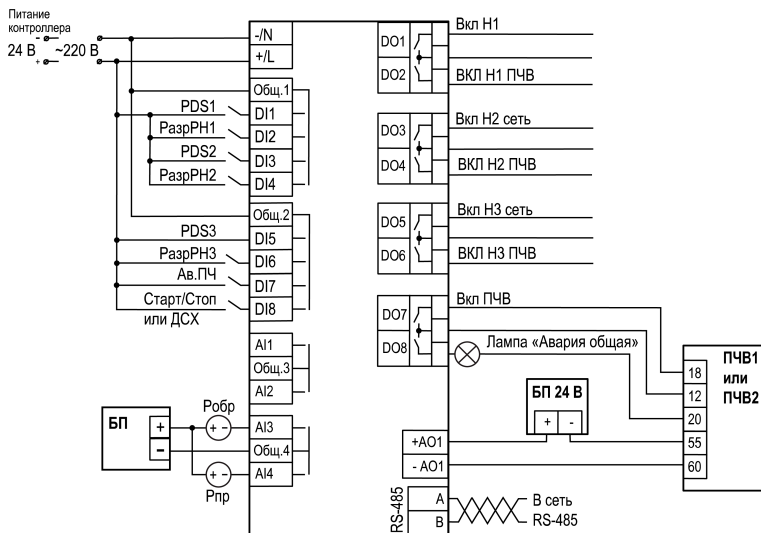 Питание
контроллера
24 В
~220 В
-
+
-/N
+/L
Общ.1
PDS1
DI1
РазрРН1
DI2
PDS2
DI3
РазрРН2
DI4
Общ.2
PDS3
DI5
РазрРН3
DI6
Ав.ПЧ
DI7
Старт/Стоп
или ДСХ
DI8
AI1
Общ.3
AI2
БП
+
-
Робр
+ -
AI3
Общ.4
+ -
AI4
Рпр
DO1
Вкл Н1
DO2
ВКЛ Н1 ПЧВ
DO3
Вкл Н2 сеть
DO4
ВКЛ Н2 ПЧВ
DO5
Вкл Н3 сеть
DO6
ВКЛ Н3 ПЧВ
DO7
Вкл ПЧВ
DO8
Лампа «Авария общая»
БП 24 В
+ -
+AO1
- AO1
18
12
20
55
60
ПЧВ1
или
ПЧВ2
RS-485
A
B
В сеть
RS-485